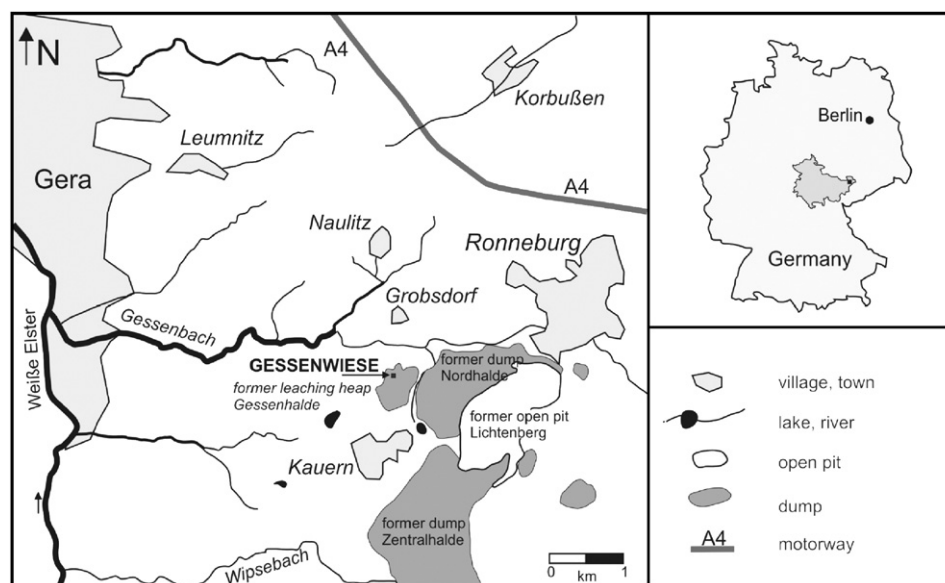 N
A4
Korbußen
Leumnitz
Gera
A4
Naulitz
Ronneburg
Grobsdorf
Gessenbach
Weiße Elster
GESSENWIESE
former leaching heap
Gessenhalde
former dump
Nordhalde
former open pit
Lichtenberg
Kauern
former dump
Zentralhalde
Wipsebach
0 1
km
Berlin
Germany
village, town
lake, river
open pit
dump
A4 motorway